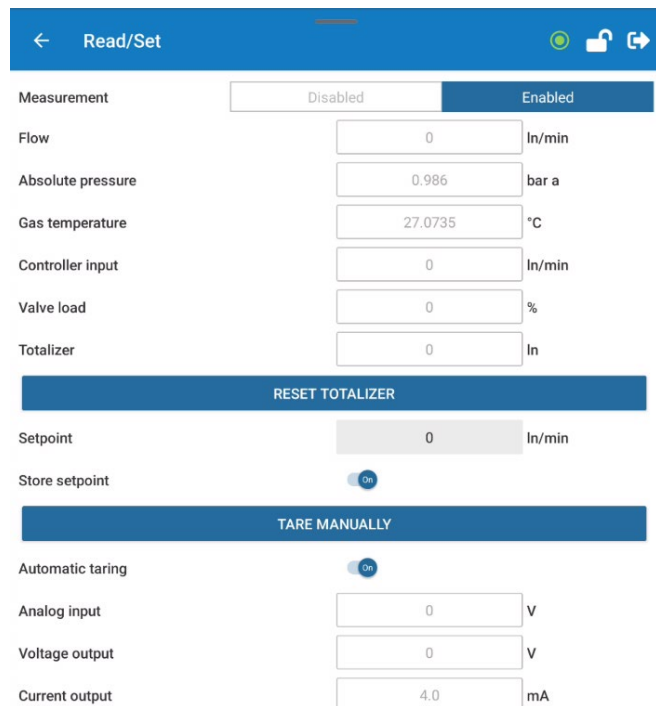 Read/Set
Measurement Disabled Enabled
Flow 0 ln/min
Absolute pressure 0.986 bar a
Gas temperature 27.0735 °C
Controller input 0 ln/min
Valve load 0 %
Totalizer 0 ln
RESET TOTALIZER
Setpoint 0 ln/min
Store setpoint On
TARE MANUALLY
Automatic taring On
Analog input 0 V
Voltage output 0 V
Current output 4.0 mA